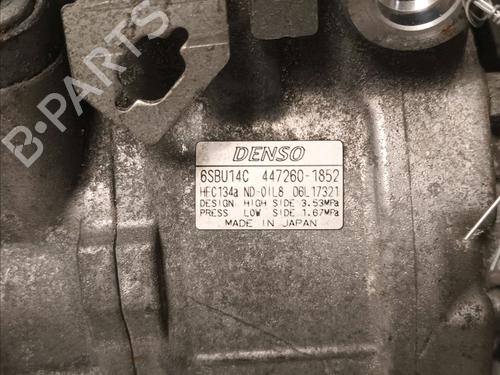 B-PARTS
DENSO
6SBU14C 447260-1852
HFC134a ND-OIL8 06L17321
DESIGN HIGH SIDE 3.53MPa
PRESS LOW SIDE 1.67MPa
MADE IN JAPAN